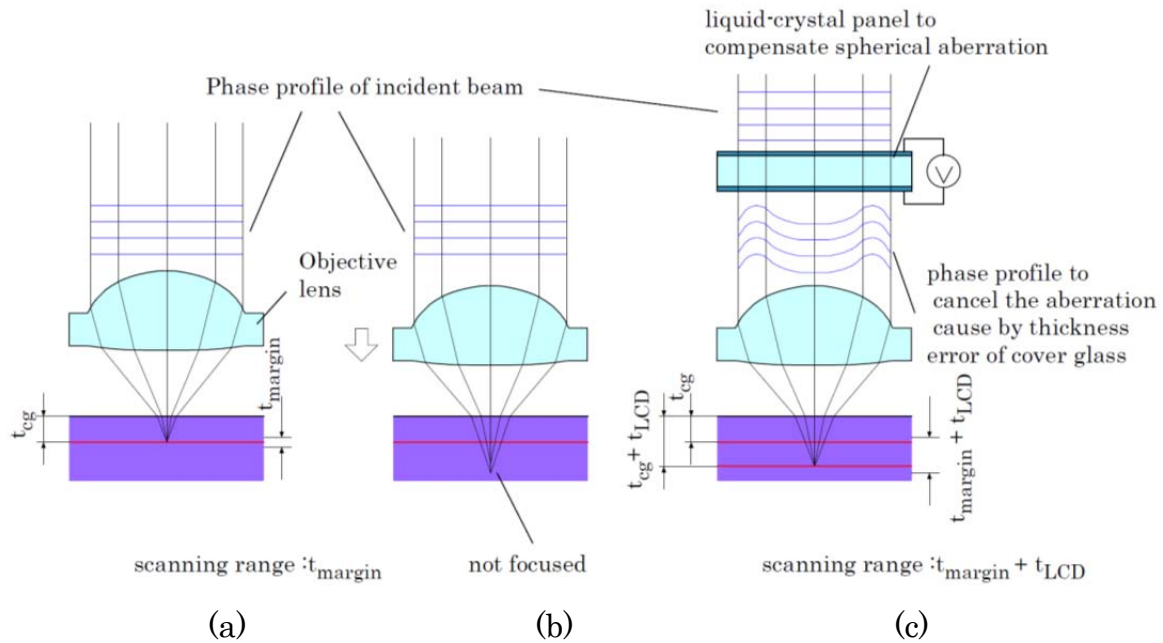 liquid-crystal panel to
compensate spherical aberration
Phase profile of incident beam
V
Objective
lens
phase profile to
cancel the aberration
cause by thickness
error of cover glass
t_cg
t_margin
t_cg + t_LCD
t_cg
t_margin + t_LCD
scanning range :t_margin
not focused
scanning range :t_margin + t_LCD
(a)
(b)
(c)